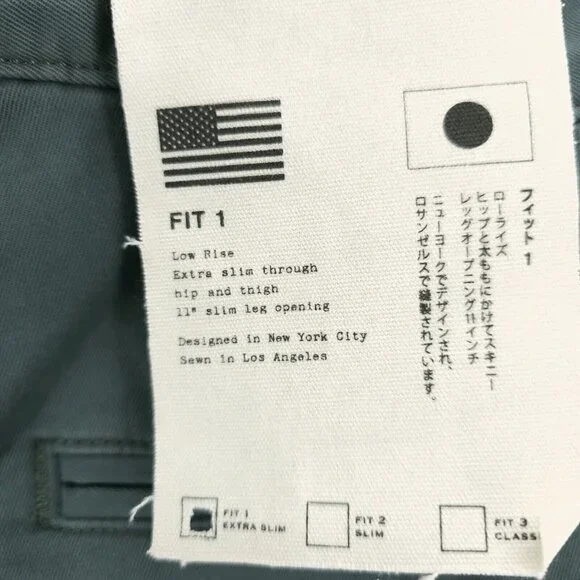 FIT 1
Low Rise
Extra slim through
hip and thigh
11" slim leg opening
Designed in New York City
Sewn in Los Angeles
フィット 1
ローライズ
ヒップと太ももにかけてスキニー
レッグオープニング11インチ
ニューヨークでデザインされ、
ロサンゼルスで縫製されています。
FIT 1
EXTRA SLIM
FIT 2
SLIM
FIT 3
CLASSI